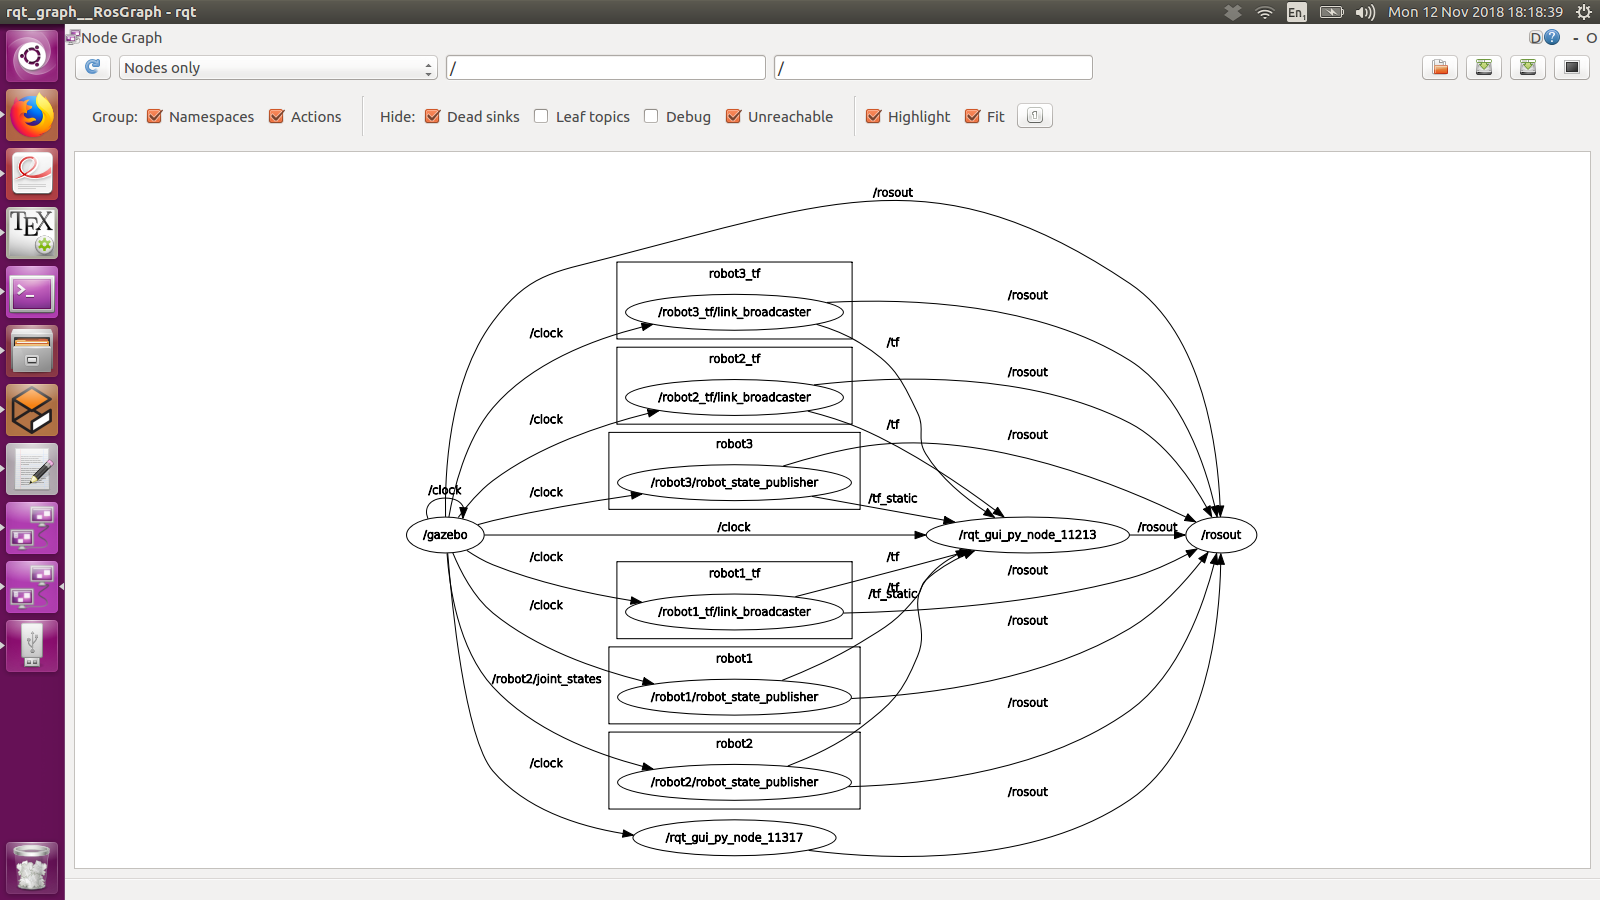 rqt_graph__RosGraph - rqt
En1
Mon 12 Nov 2018 18:18:39
Node Graph
D
?
- O
Nodes only
/
/
Group:
Namespaces
Actions
Hide:
Dead sinks
Leaf topics
Debug
Unreachable
Highlight
Fit
TEX
/rosout
robot3_tf
/robot3_tf/link_broadcaster
/rosout
/clock
/tf
robot2_tf
/rosout
/robot2_tf/link_broadcaster
/clock
/tf
/rosout
robot3
/robot3/robot_state_publisher
/clock
/clock
/tf_static
/clock
/rosout
/gazebo
/rqt_gui_py_node_11213
/rosout
/clock
/tf
robot1_tf
/rosout
/tf
/tf_static
/clock
/robot1_tf/link_broadcaster
/rosout
robot1
/robot2/joint_states
/robot1/robot_state_publisher
/rosout
robot2
/clock
/robot2/robot_state_publisher
/rosout
/rqt_gui_py_node_11317